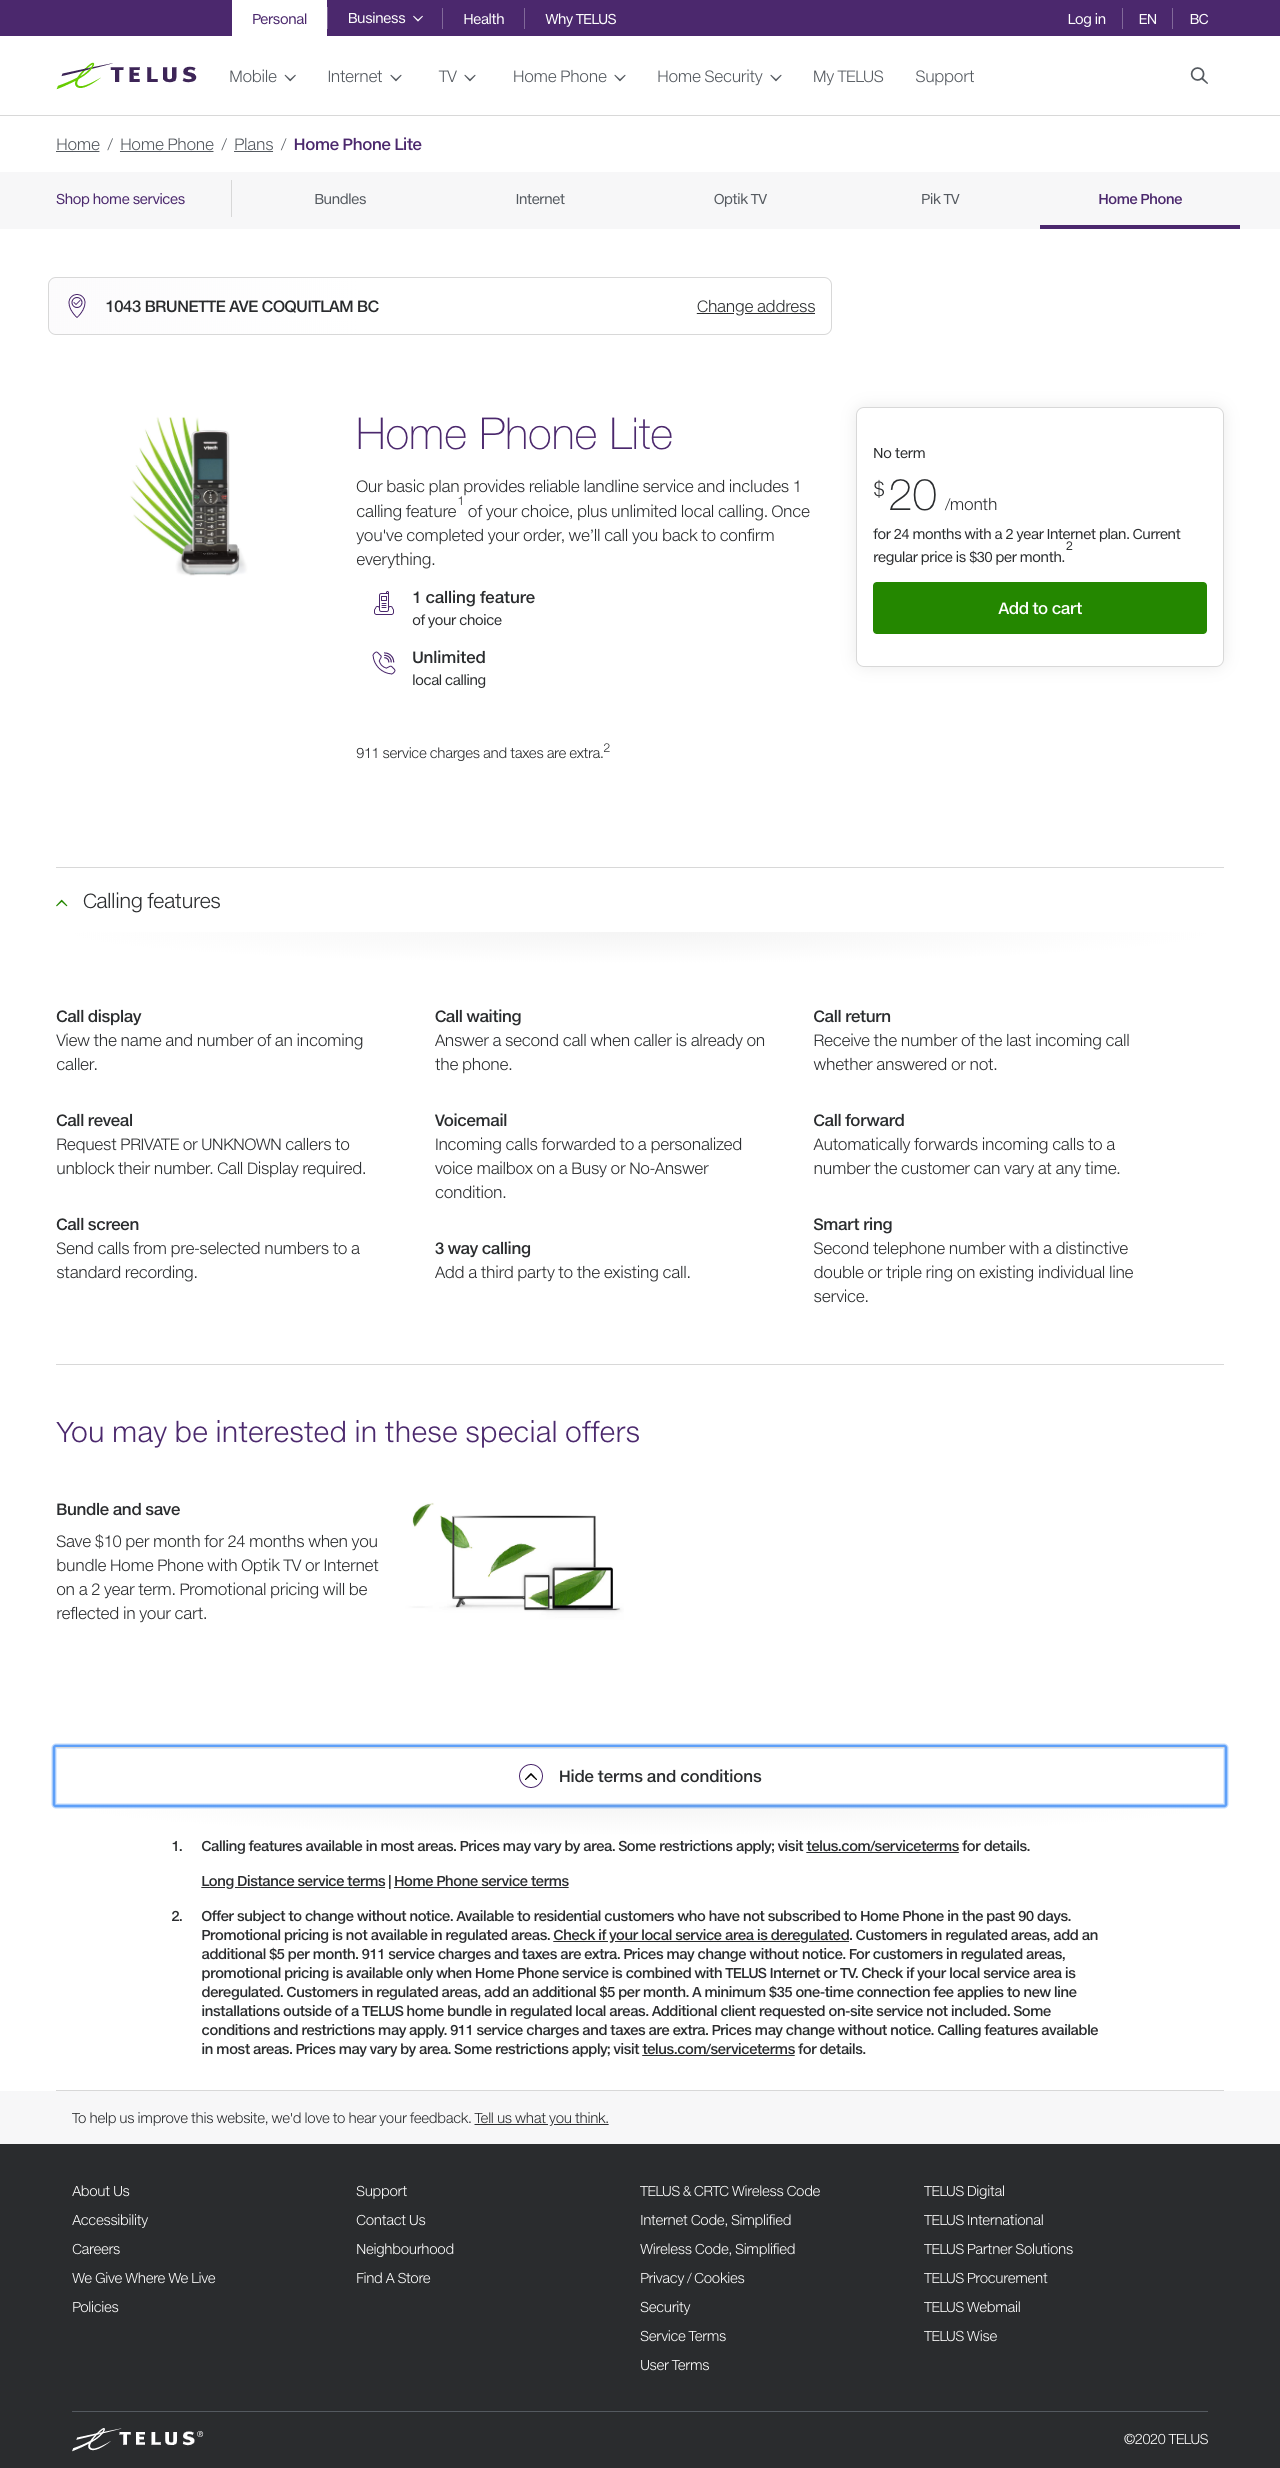 Personal Business Health Why TELUS Log in EN BC
TELUS Mobile Internet TV Home Phone Home Security My TELUS Support
Home / Home Phone / Plans / Home Phone Lite
Shop home services Bundles Internet Optik TV Pik TV Home Phone
1043 BRUNETTE AVE COQUITLAM BC Change address
Home Phone Lite
Our basic plan provides reliable landline service and includes 1
calling feature1 of your choice, plus unlimited local calling. Once
you've completed your order, we'll call you back to confirm
everything.
1 calling feature
of your choice
Unlimited
local calling
911 service charges and taxes are extra.2
No term
$20 /month
for 24 months with a 2 year Internet plan. Current
regular price is $30 per month.2
Add to cart
vtech
Calling features
Call display
View the name and number of an incoming
caller.
Call waiting
Answer a second call when caller is already on
the phone.
Call return
Receive the number of the last incoming call
whether answered or not.
Call reveal
Request PRIVATE or UNKNOWN callers to
unblock their number. Call Display required.
Voicemail
Incoming calls forwarded to a personalized
voice mailbox on a Busy or No-Answer
condition.
Call forward
Automatically forwards incoming calls to a
number the customer can vary at any time.
Call screen
Send calls from pre-selected numbers to a
standard recording.
3 way calling
Add a third party to the existing call.
Smart ring
Second telephone number with a distinctive
double or triple ring on existing individual line
service.
You may be interested in these special offers
Bundle and save
Save $10 per month for 24 months when you
bundle Home Phone with Optik TV or Internet
on a 2 year term. Promotional pricing will be
reflected in your cart.
Hide terms and conditions
1. Calling features available in most areas. Prices may vary by area. Some restrictions apply; visit telus.com/serviceterms for details.
Long Distance service terms | Home Phone service terms
2. Offer subject to change without notice. Available to residential customers who have not subscribed to Home Phone in the past 90 days.
Promotional pricing is not available in regulated areas. Check if your local service area is deregulated. Customers in regulated areas, add an
additional $5 per month. 911 service charges and taxes are extra. Prices may change without notice. For customers in regulated areas,
promotional pricing is available only when Home Phone service is combined with TELUS Internet or TV. Check if your local service area is
deregulated. Customers in regulated areas, add an additional $5 per month. A minimum $35 one-time connection fee applies to new line
installations outside of a TELUS home bundle in regulated local areas. Additional client requested on-site service not included. Some
conditions and restrictions may apply. 911 service charges and taxes are extra. Prices may change without notice. Calling features available
in most areas. Prices may vary by area. Some restrictions apply; visit telus.com/serviceterms for details.
To help us improve this website, we'd love to hear your feedback. Tell us what you think.
About Us
Accessibility
Careers
We Give Where We Live
Policies
Support
Contact Us
Neighbourhood
Find A Store
TELUS & CRTC Wireless Code
Internet Code, Simplified
Wireless Code, Simplified
Privacy / Cookies
Security
Service Terms
User Terms
TELUS Digital
TELUS International
TELUS Partner Solutions
TELUS Procurement
TELUS Webmail
TELUS Wise
TELUS® ©2020 TELUS